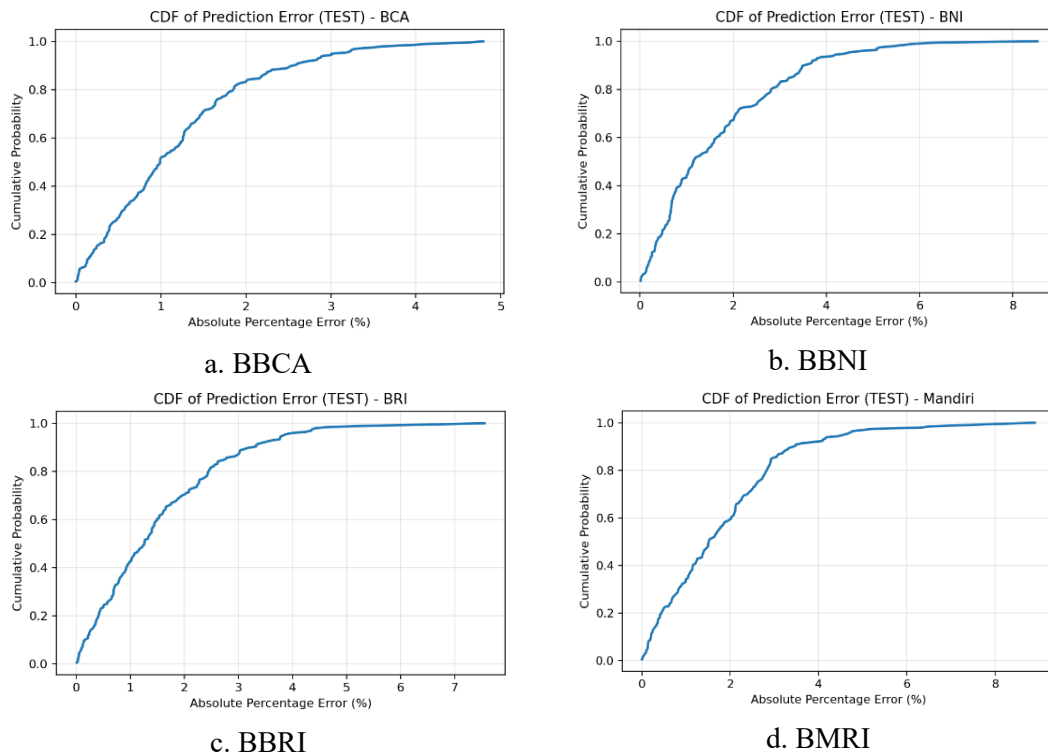 CDF of Prediction Error (TEST) - BCA
1.0
0.8
0.6
0.4
0.2
0.0
Cumulative Probability
0 1 2 3 4 5
Absolute Percentage Error (%)
a. BBCA
CDF of Prediction Error (TEST) - BNI
1.0
0.8
0.6
0.4
0.2
0.0
Cumulative Probability
0 2 4 6 8
Absolute Percentage Error (%)
b. BBNI
CDF of Prediction Error (TEST) - BRI
1.0
0.8
0.6
0.4
0.2
0.0
Cumulative Probability
0 1 2 3 4 5 6 7
Absolute Percentage Error (%)
c. BBRI
CDF of Prediction Error (TEST) - Mandiri
1.0
0.8
0.6
0.4
0.2
0.0
Cumulative Probability
0 2 4 6 8
Absolute Percentage Error (%)
d. BMRI